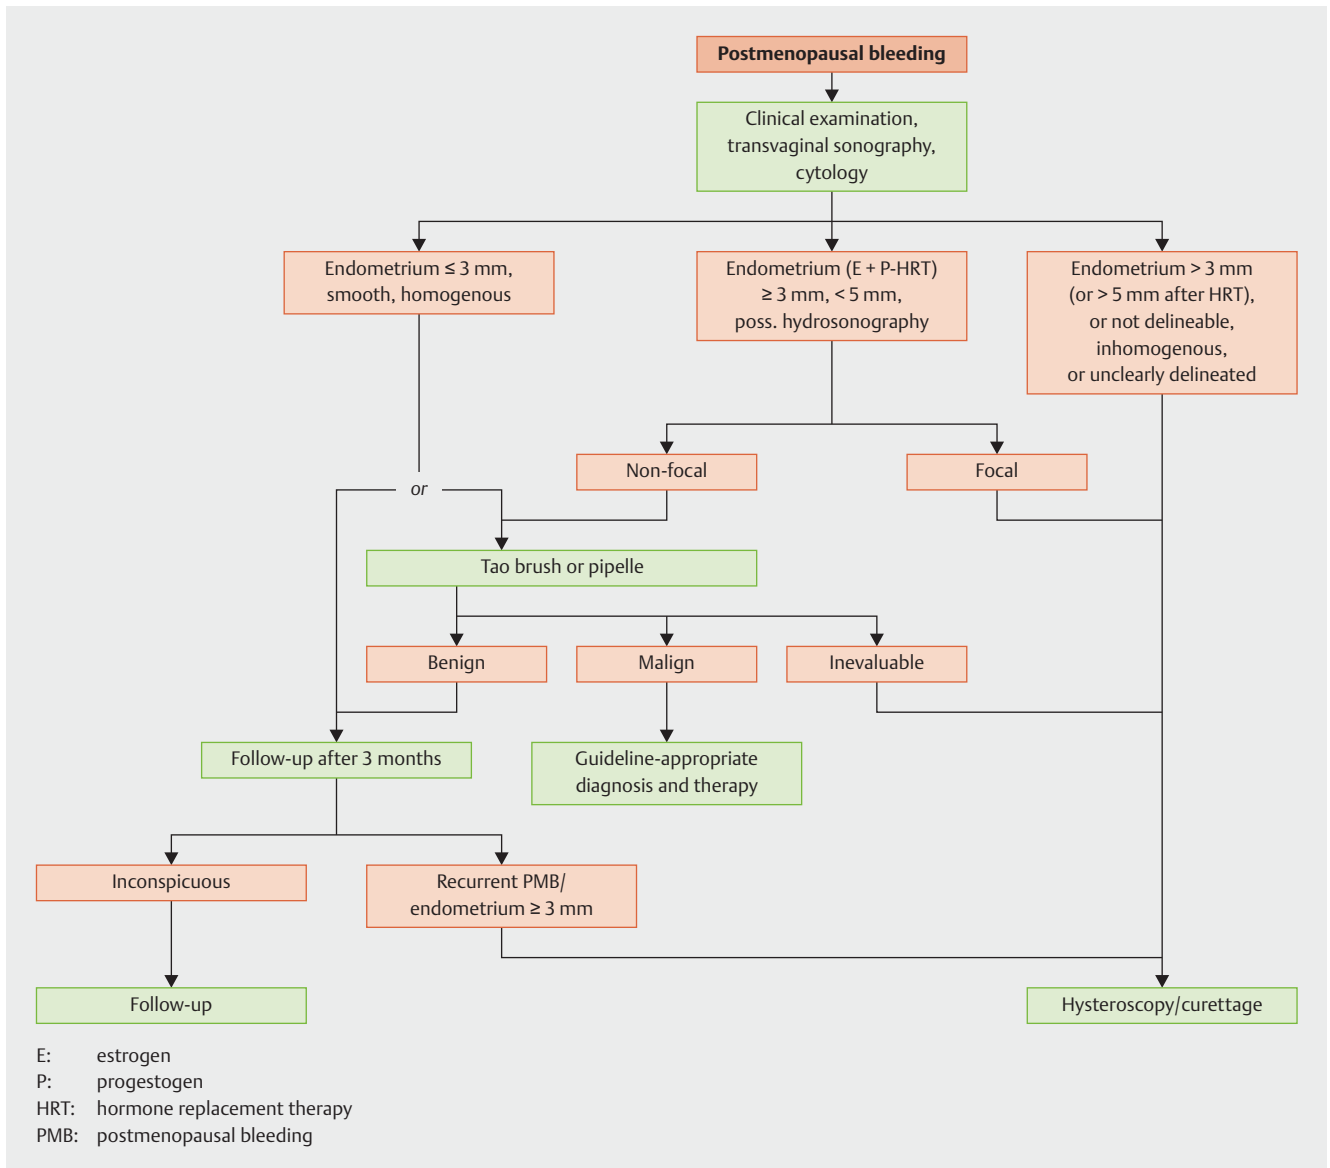 Postmenopausal bleeding
Clinical examination,
transvaginal sonography,
cytology
Endometrium ≤ 3 mm,
smooth, homogenous
Endometrium (E + P-HRT)
≥ 3 mm, < 5 mm,
poss. hydrosonography
Endometrium > 3 mm
(or > 5 mm after HRT),
or not delineable,
inhomogenous,
or unclearly delineated
Non-focal
Focal
or
Tao brush or pipelle
Benign
Malign
Inevaluable
Follow-up after 3 months
Guideline-appropriate
diagnosis and therapy
Inconspicuous
Recurrent PMB/
endometrium ≥ 3 mm
Follow-up
Hysteroscopy/curettage
E: estrogen
P: progestogen
HRT: hormone replacement therapy
PMB: postmenopausal bleeding